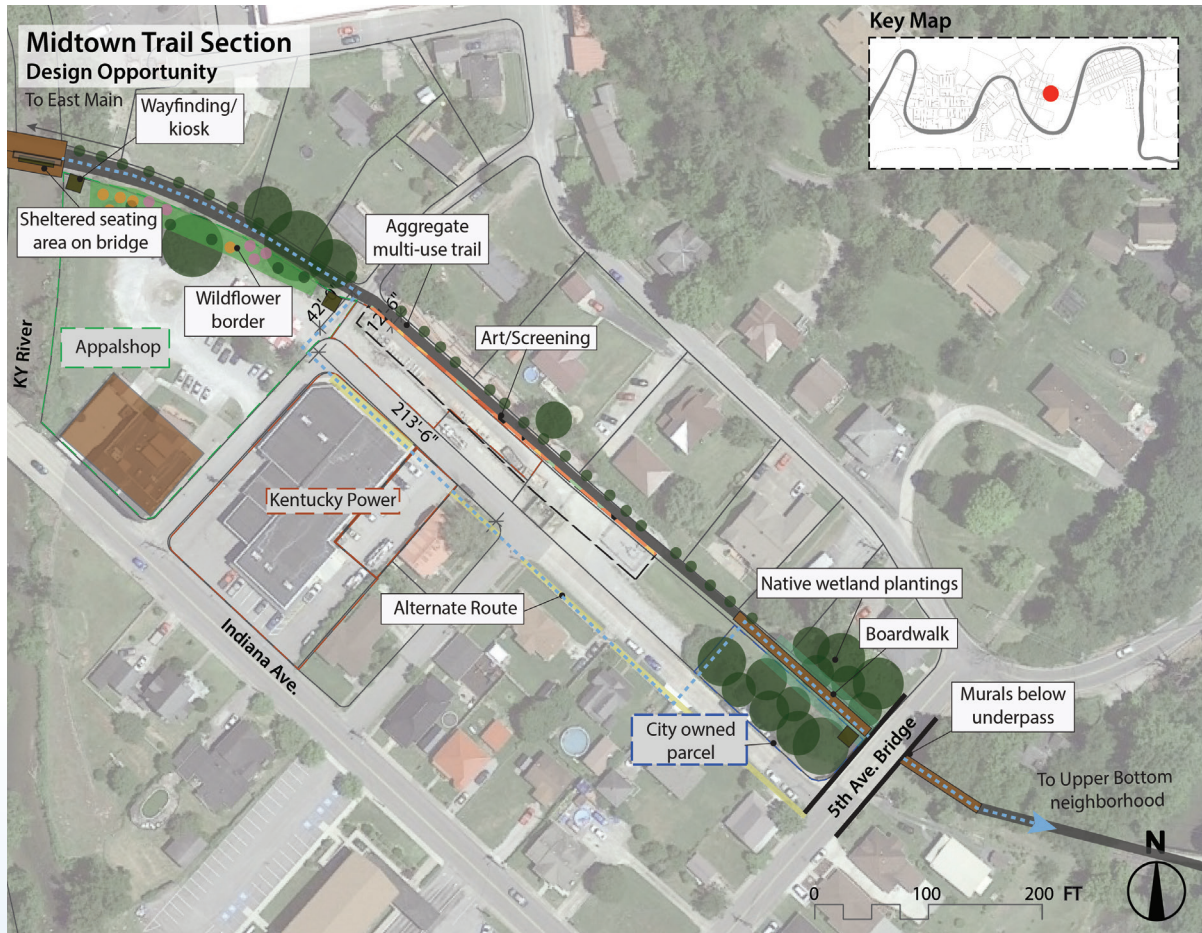 Midtown Trail Section
Design Opportunity
To East Main
Key Map
Wayfinding/
kiosk
Sheltered seating
area on bridge
Aggregate
multi-use trail
Wildflower
border
42'-
12'-6"
Art/Screening
KY River
Appalshop
213'-6"
Kentucky Power
Native wetland plantings
Alternate Route
Boardwalk
Indiana Ave.
Murals below
underpass
City owned
parcel
5th Ave. Bridge
To Upper Bottom
neighborhood
N
0 100 200 FT